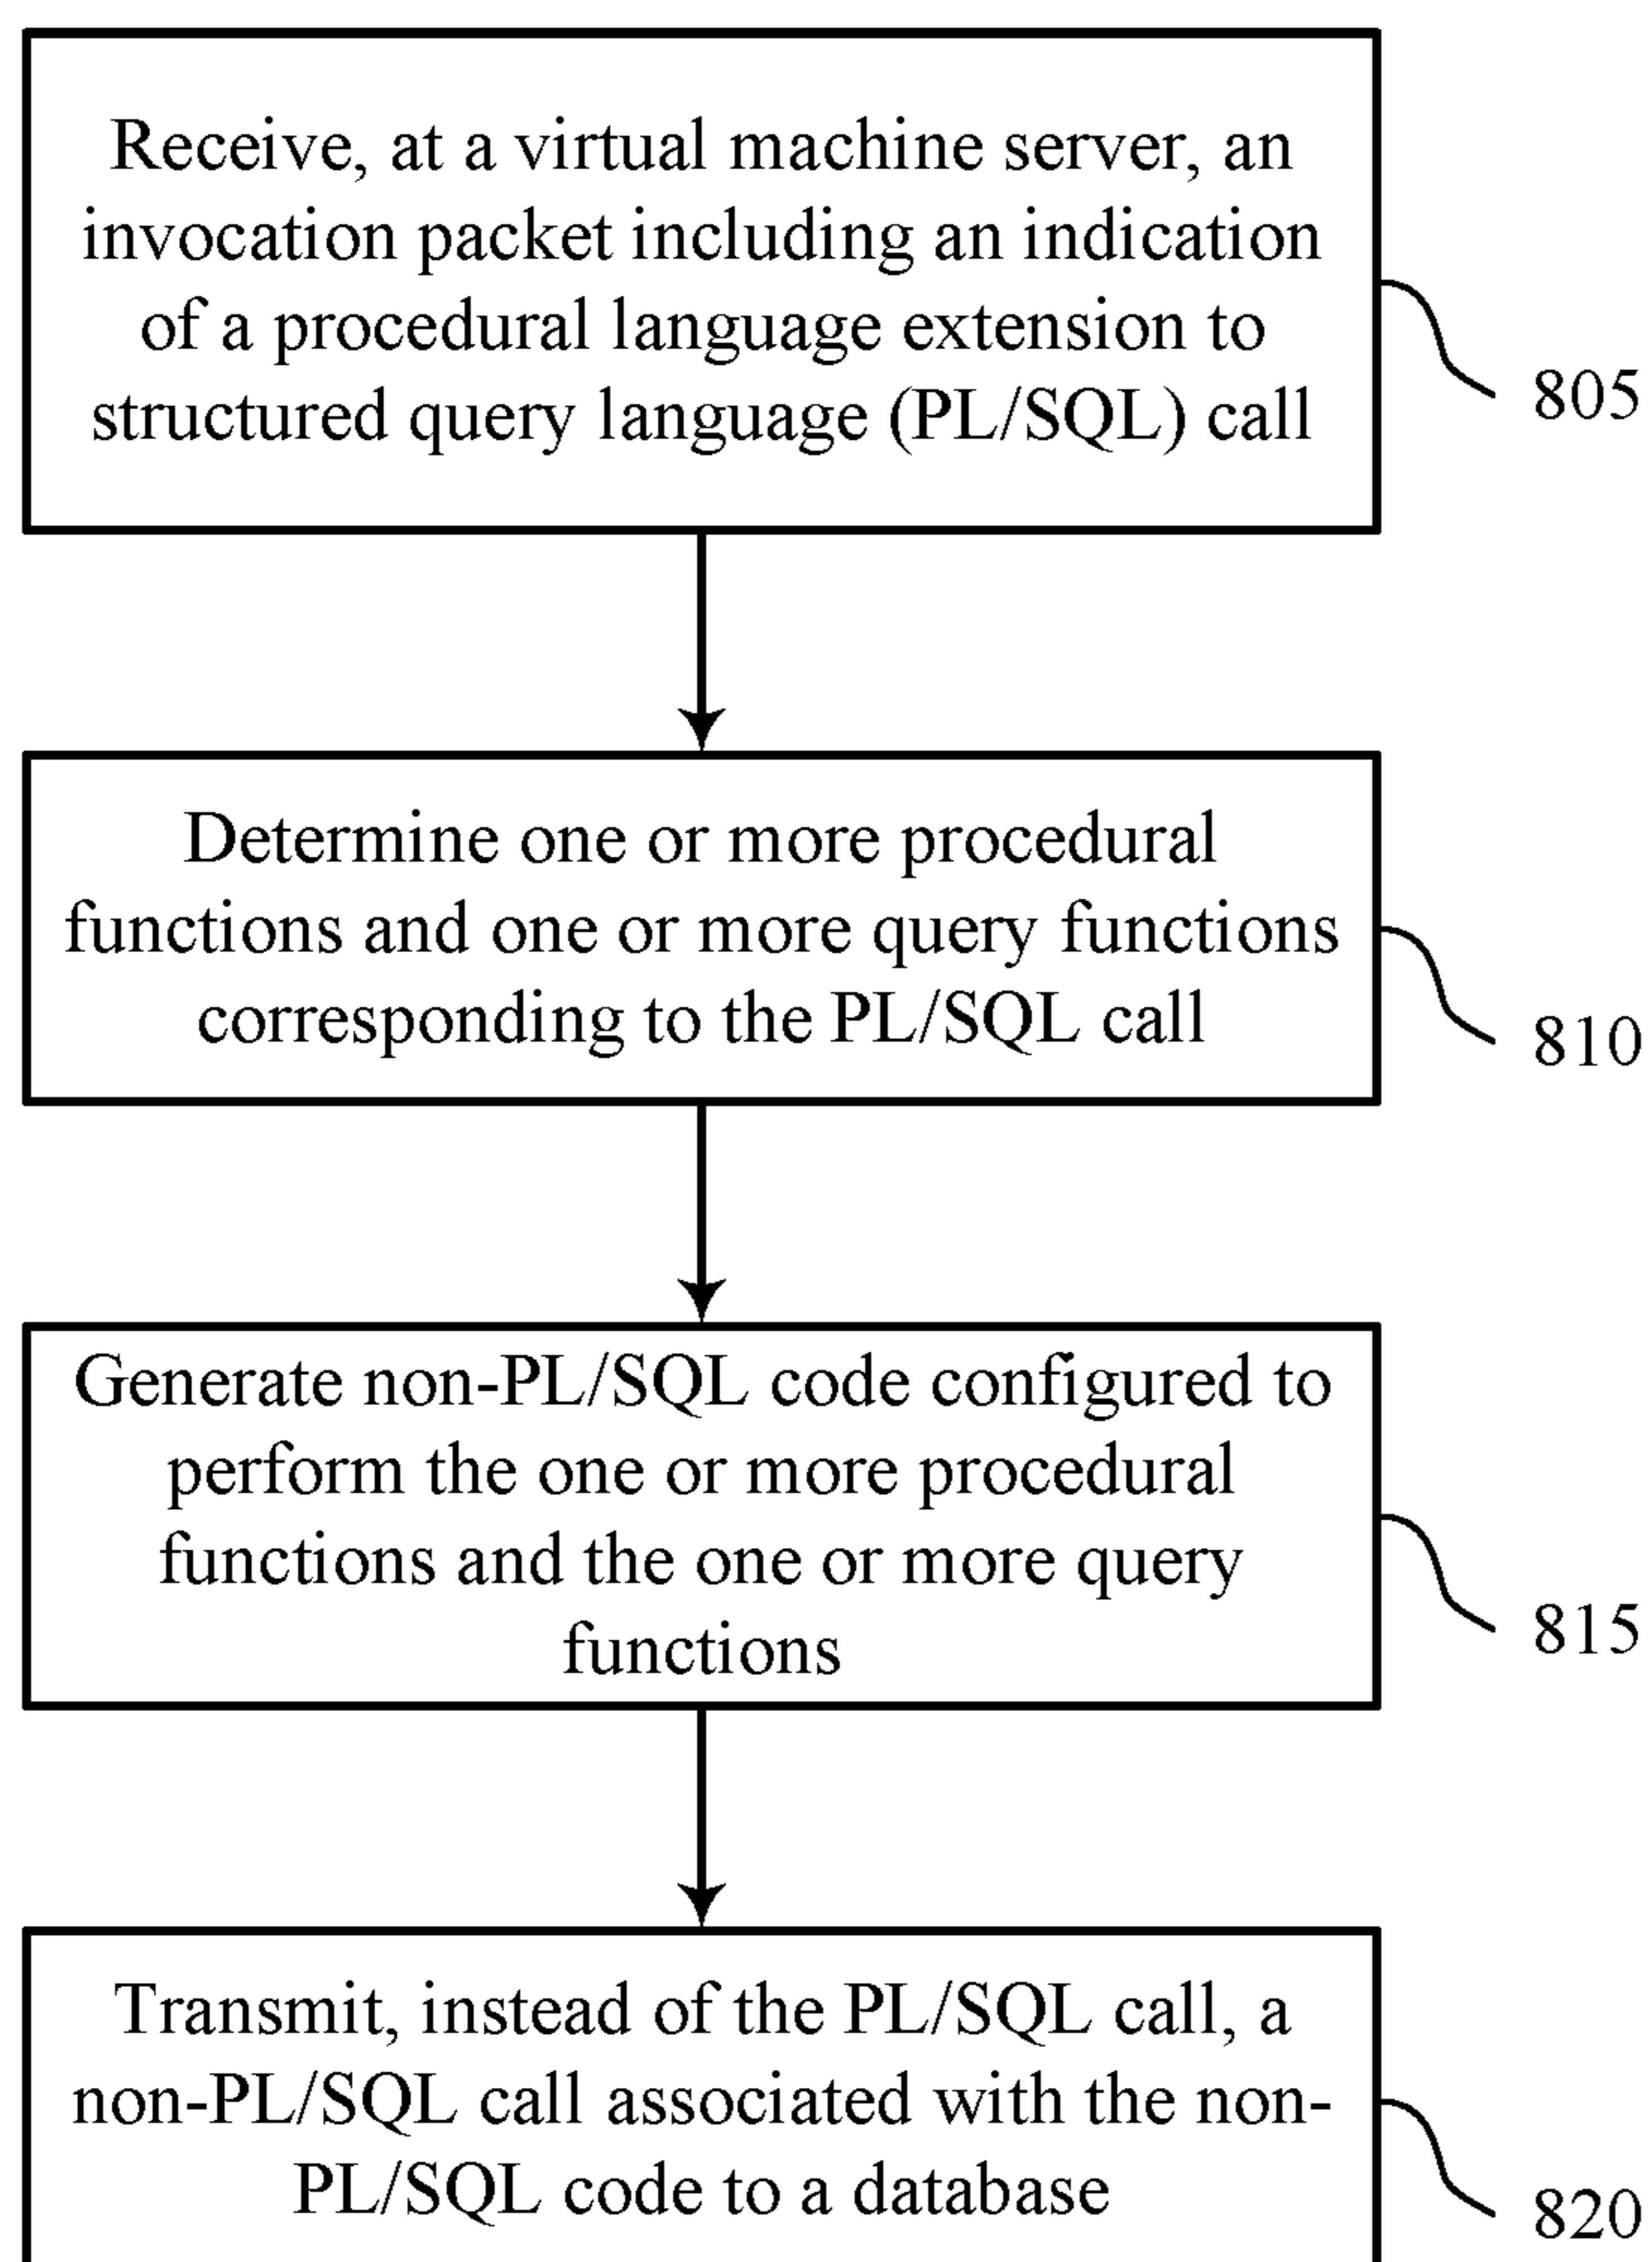 Receive, at a virtual machine server, an
invocation packet including an indication
of a procedural language extension to
structured query language (PL/SQL) call
805
Determine one or more procedural
functions and one or more query functions
corresponding to the PL/SQL call
810
Generate non-PL/SQL code configured to
perform the one or more procedural
functions and the one or more query
functions
815
Transmit, instead of the PL/SQL call, a
non-PL/SQL call associated with the non-
PL/SQL code to a database
820